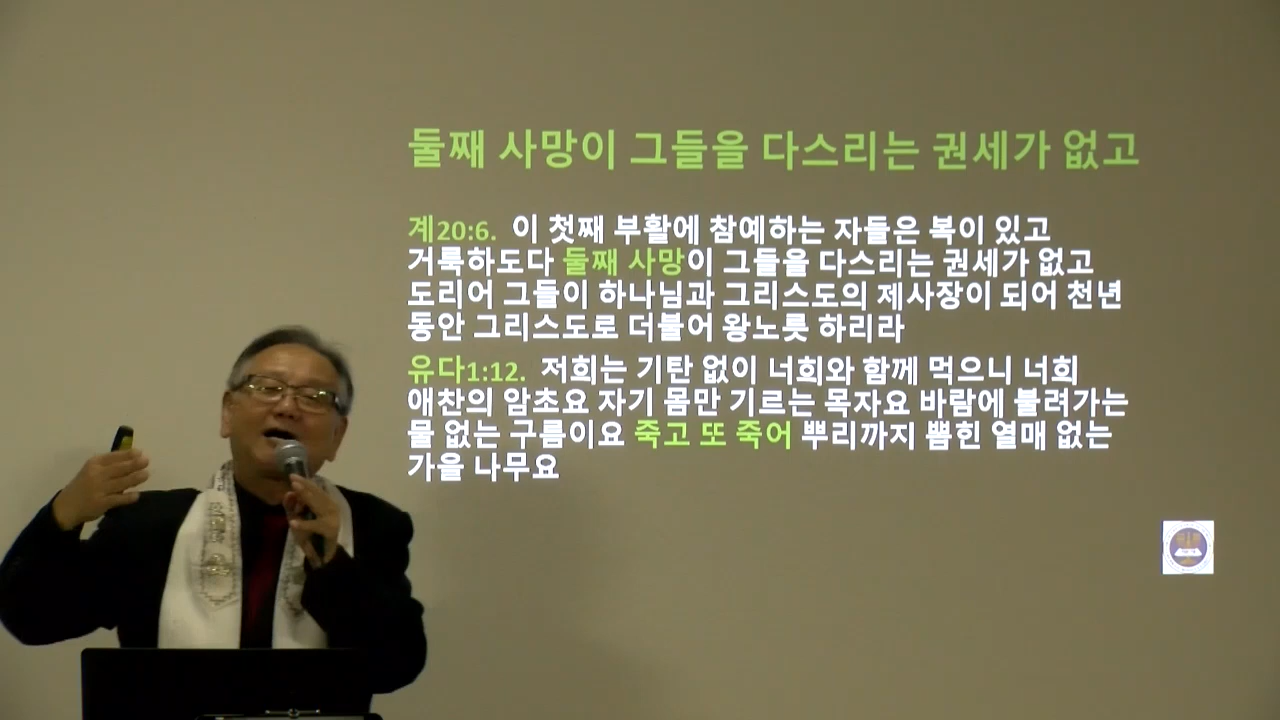 둘째 사망이 그들을 다스리는 권세가 없고
계20:6. 이 첫째 부활에 참예하는 자들은 복이 있고
거룩하도다 둘째 사망이 그들을 다스리는 권세가 없고
도리어 그들이 하나님과 그리스도의 제사장이 되어 천년
동안 그리스도로 더불어 왕노릇 하리라
유다1:12. 저희는 기탄 없이 너희와 함께 먹으니 너희
애찬의 암초요 자기 몸만 기르는 목자요 바람에 불려가는
물 없는 구름이요 죽고 또 죽어 뿌리까지 뽑힌 열매 없는
가을 나무요